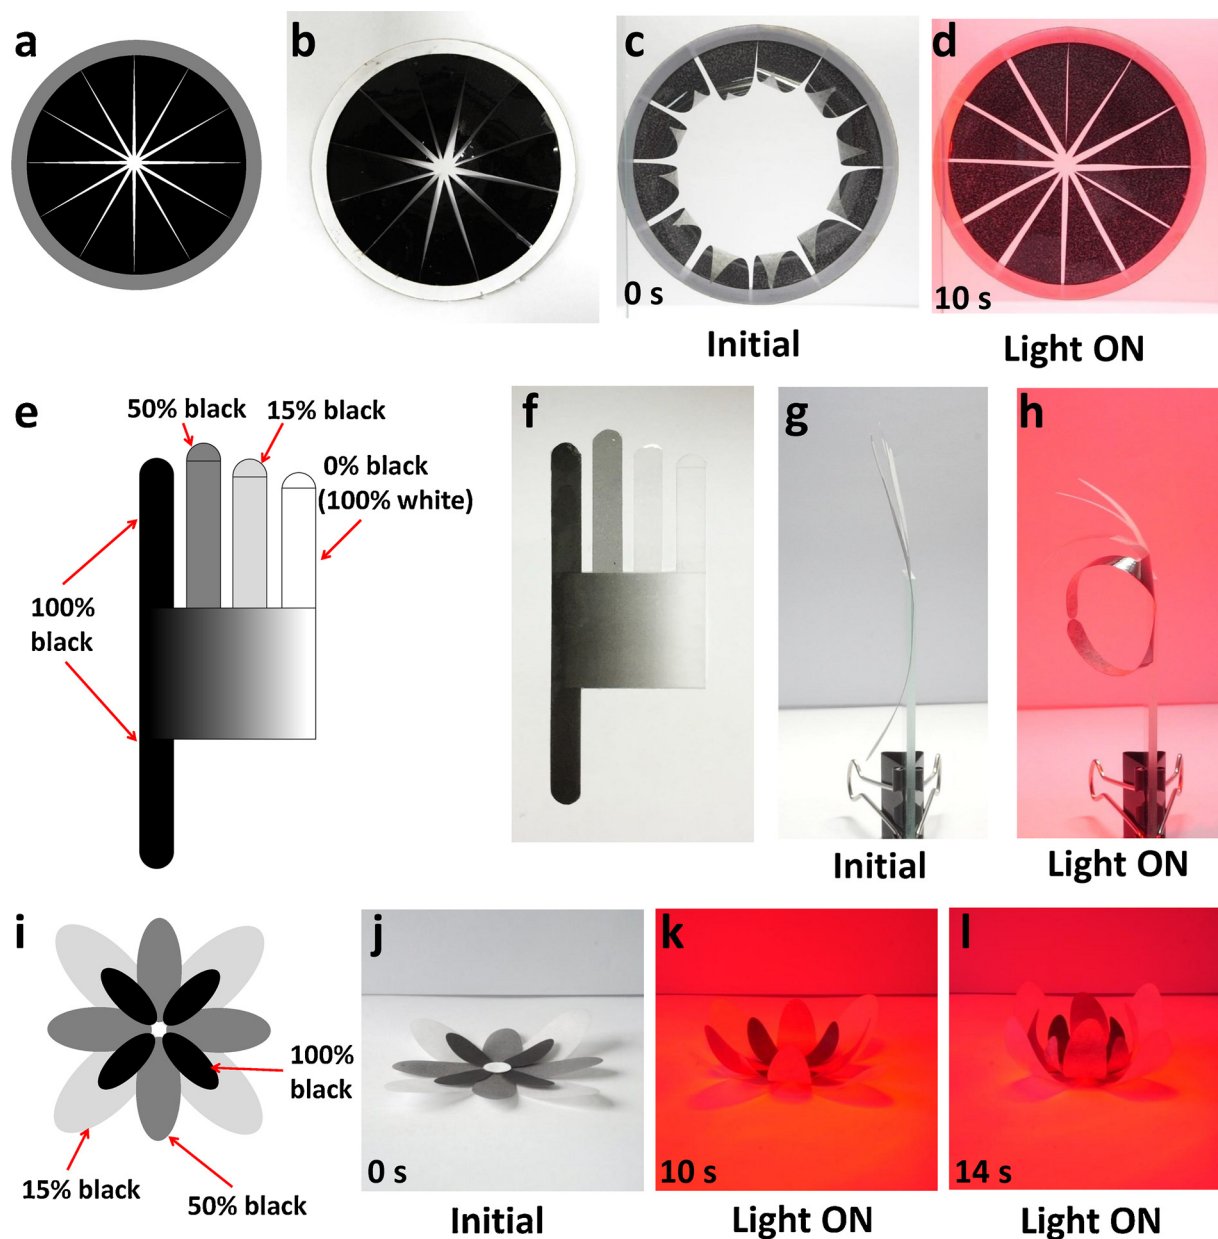 a
b
c
d
0 s
10 s
Initial
Light ON
e
50% black
15% black
0% black
(100% white)
100%
black
f
g
h
Initial
Light ON
i
100%
black
15% black
50% black
j
k
l
0 s
10 s
14 s
Initial
Light ON
Light ON